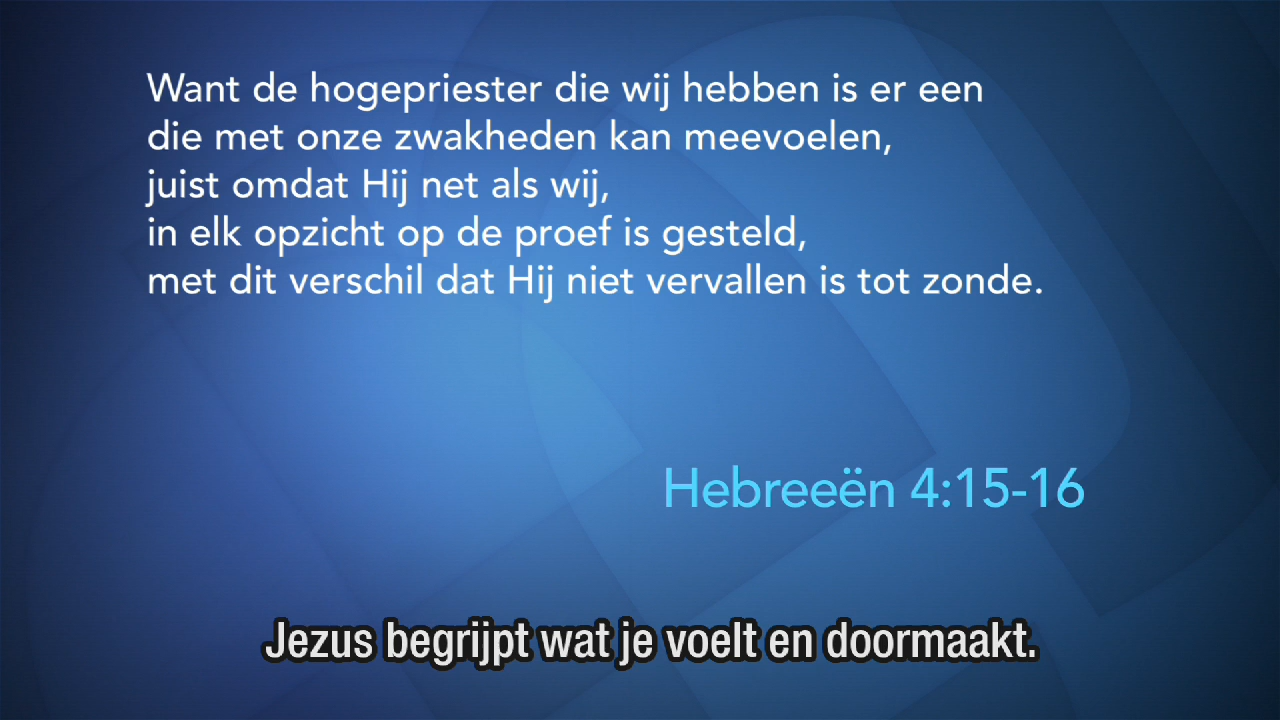 Want de hogepriester die wij hebben is er een
die met onze zwakheden kan meevoelen,
juist omdat Hij net als wij,
in elk opzicht op de proef is gesteld,
met dit verschil dat Hij niet vervallen is tot zonde.
Hebreeën 4:15-16
Jezus begrijpt wat je voelt en doormaakt.